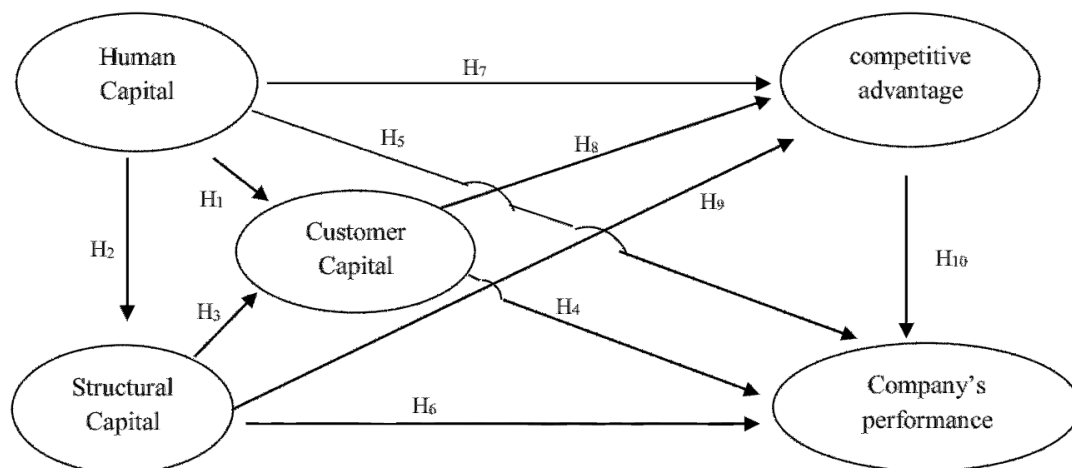 Human
Capital
competitive
advantage
H7
H5
H8
H1
H9
H2
Customer
Capital
H10
H3
H4
Structural
Capital
H6
Company's
performance